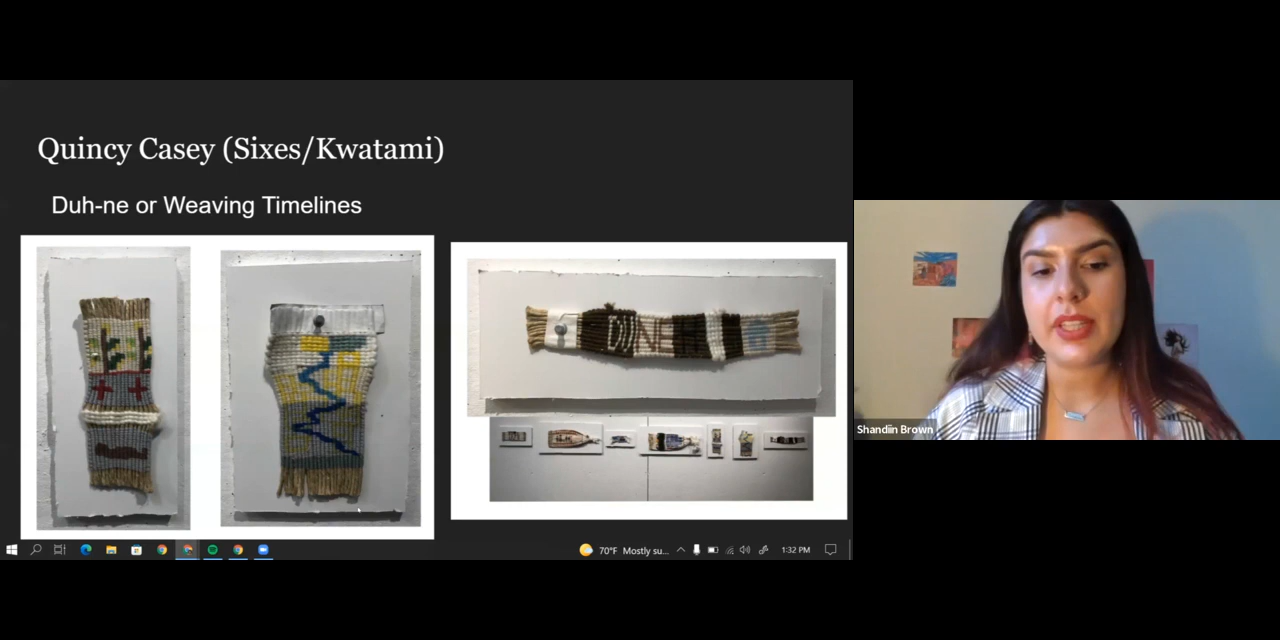 Quincy Casey (Sixes/Kwatami)
Duh-ne or Weaving Timelines
DUNE
Shandiin Brown
70°F Mostly su...
1:32 PM